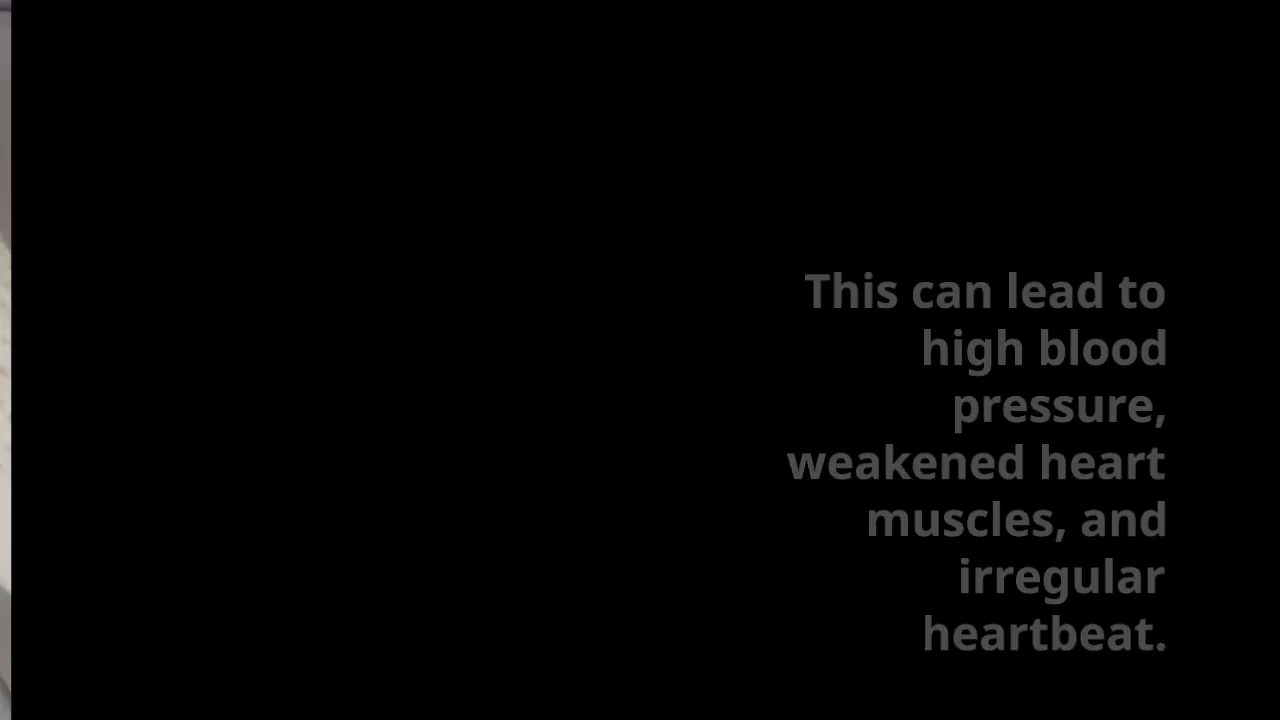 This can lead to
high blood
pressure,
weakened heart
muscles, and
irregular
heartbeat.